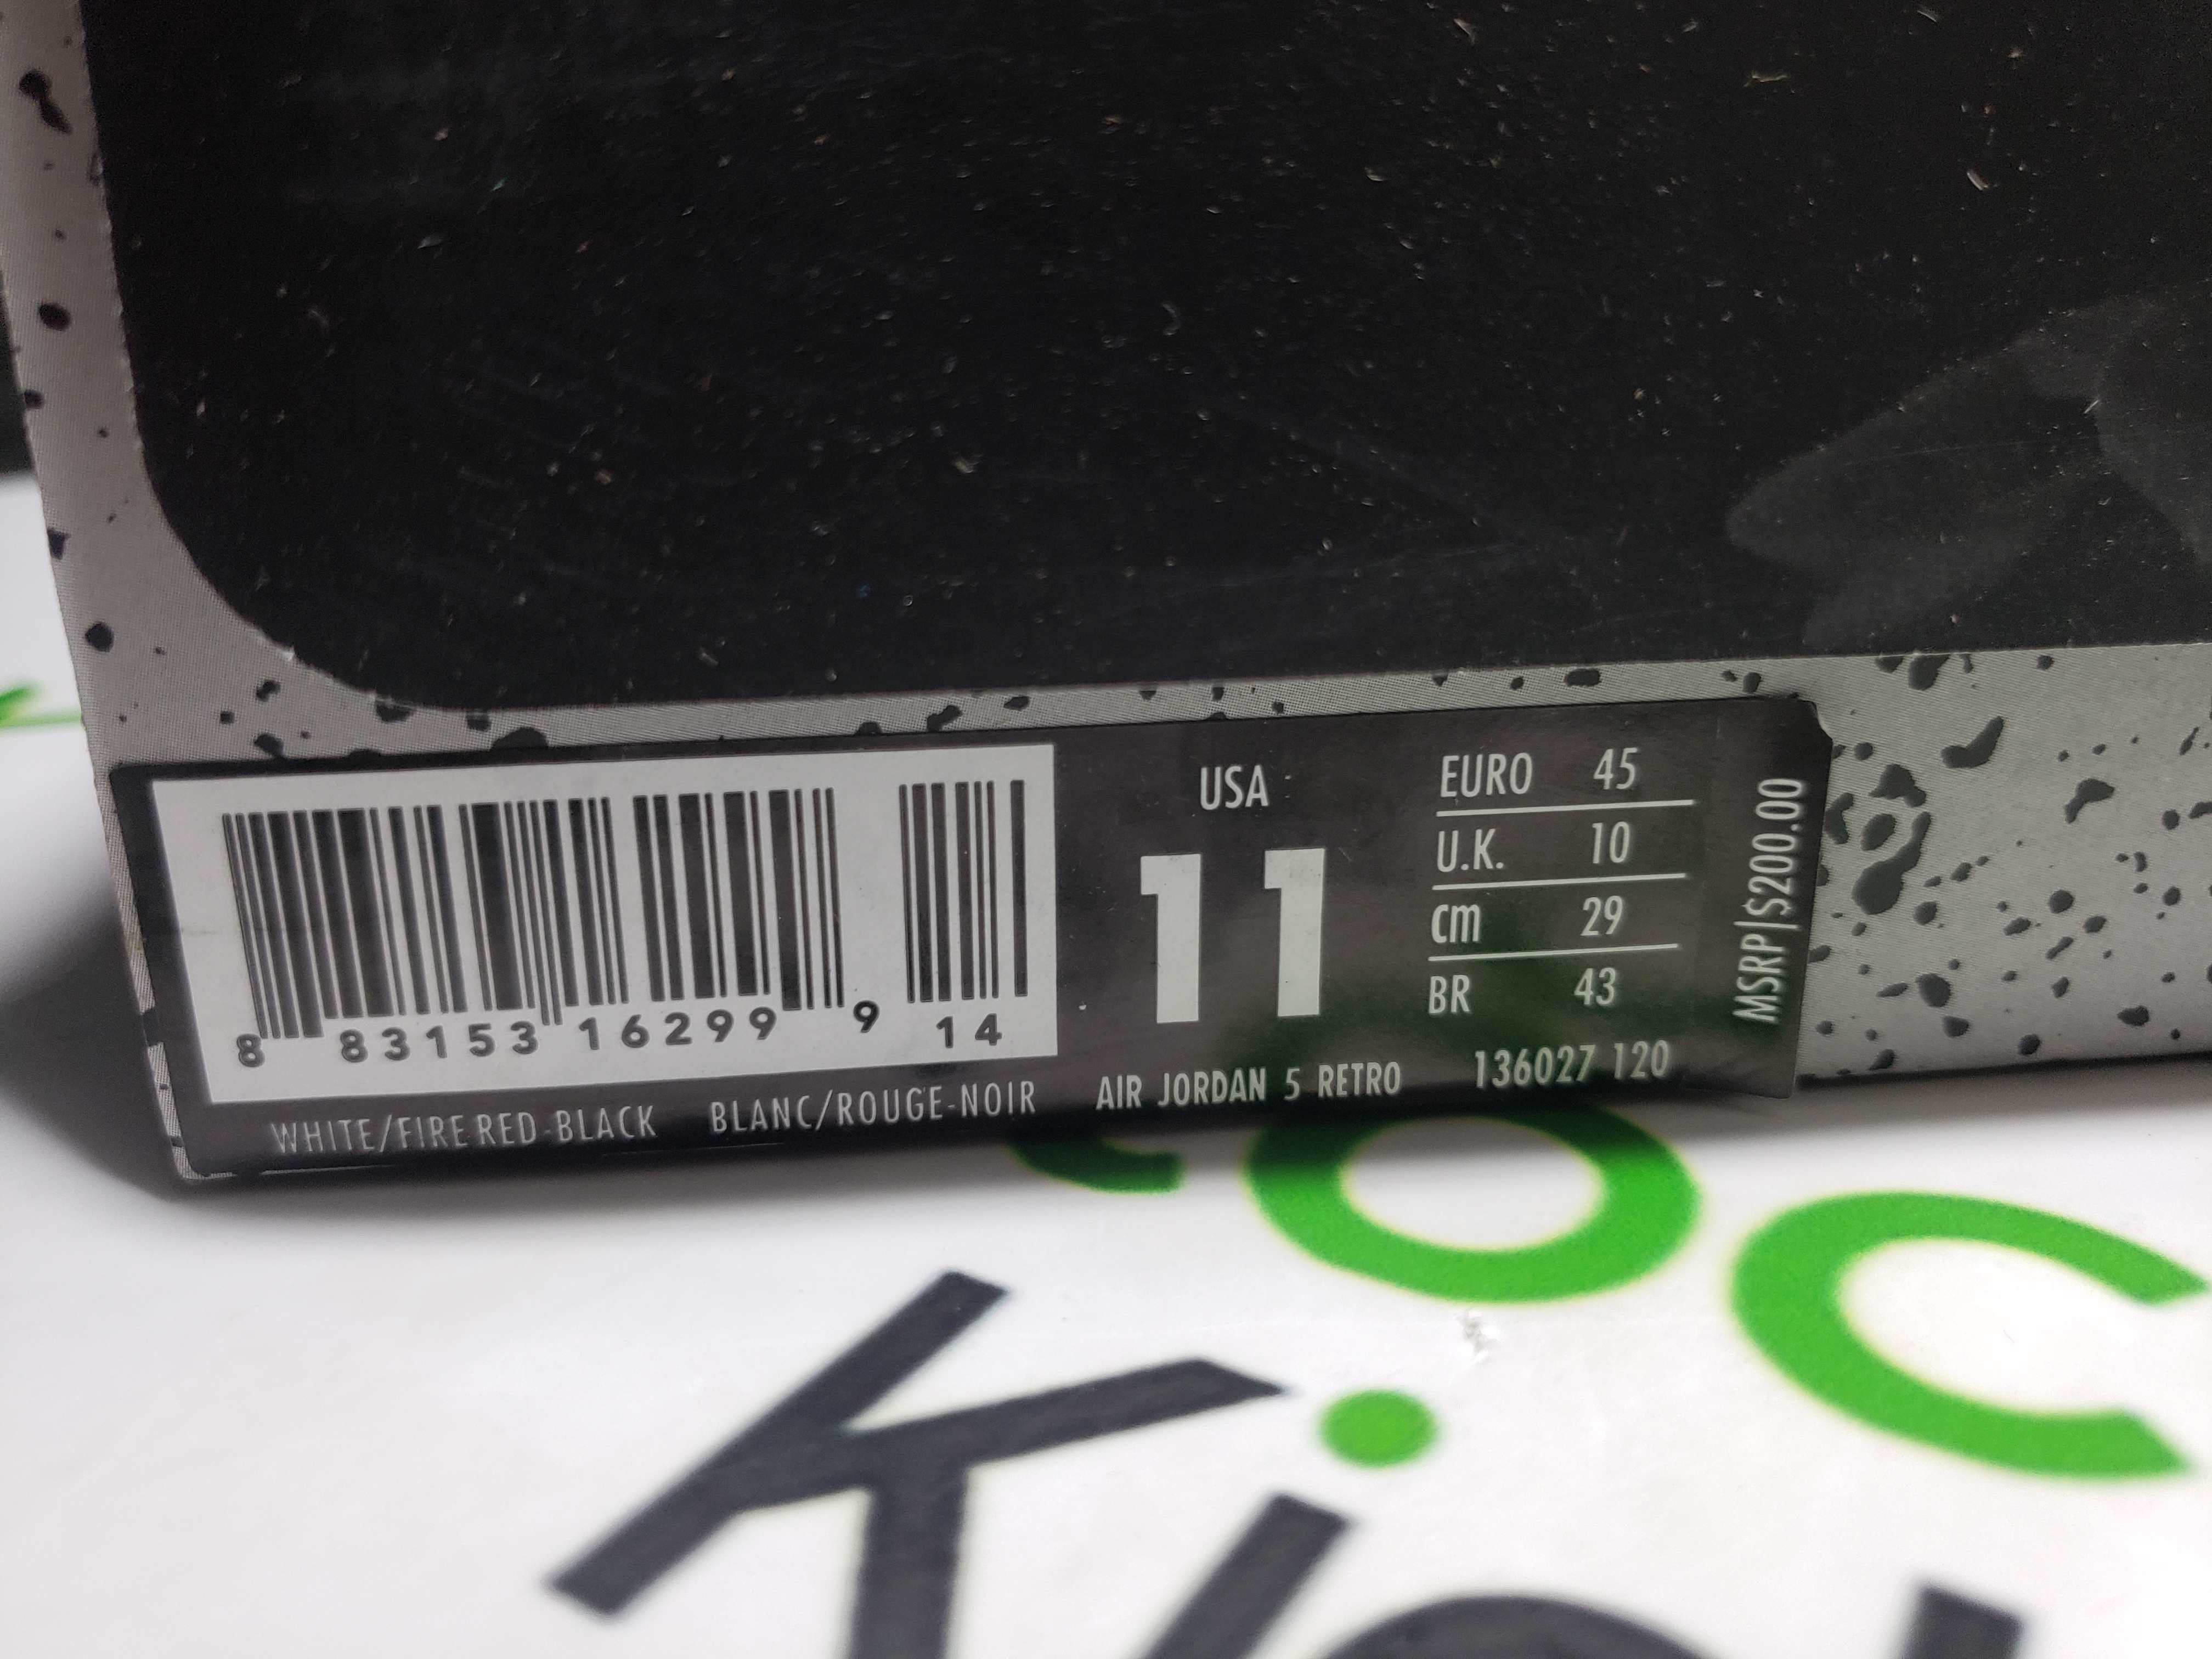 USA
11
EURO 45
U.K. 10
cm 29
BR 43
MSRP|$200.00
8 83153 16299 9 14
WHITE/FIRE RED-BLACK BLANC/ROUGE-NOIR AIR JORDAN 5 RETRO 136027 120